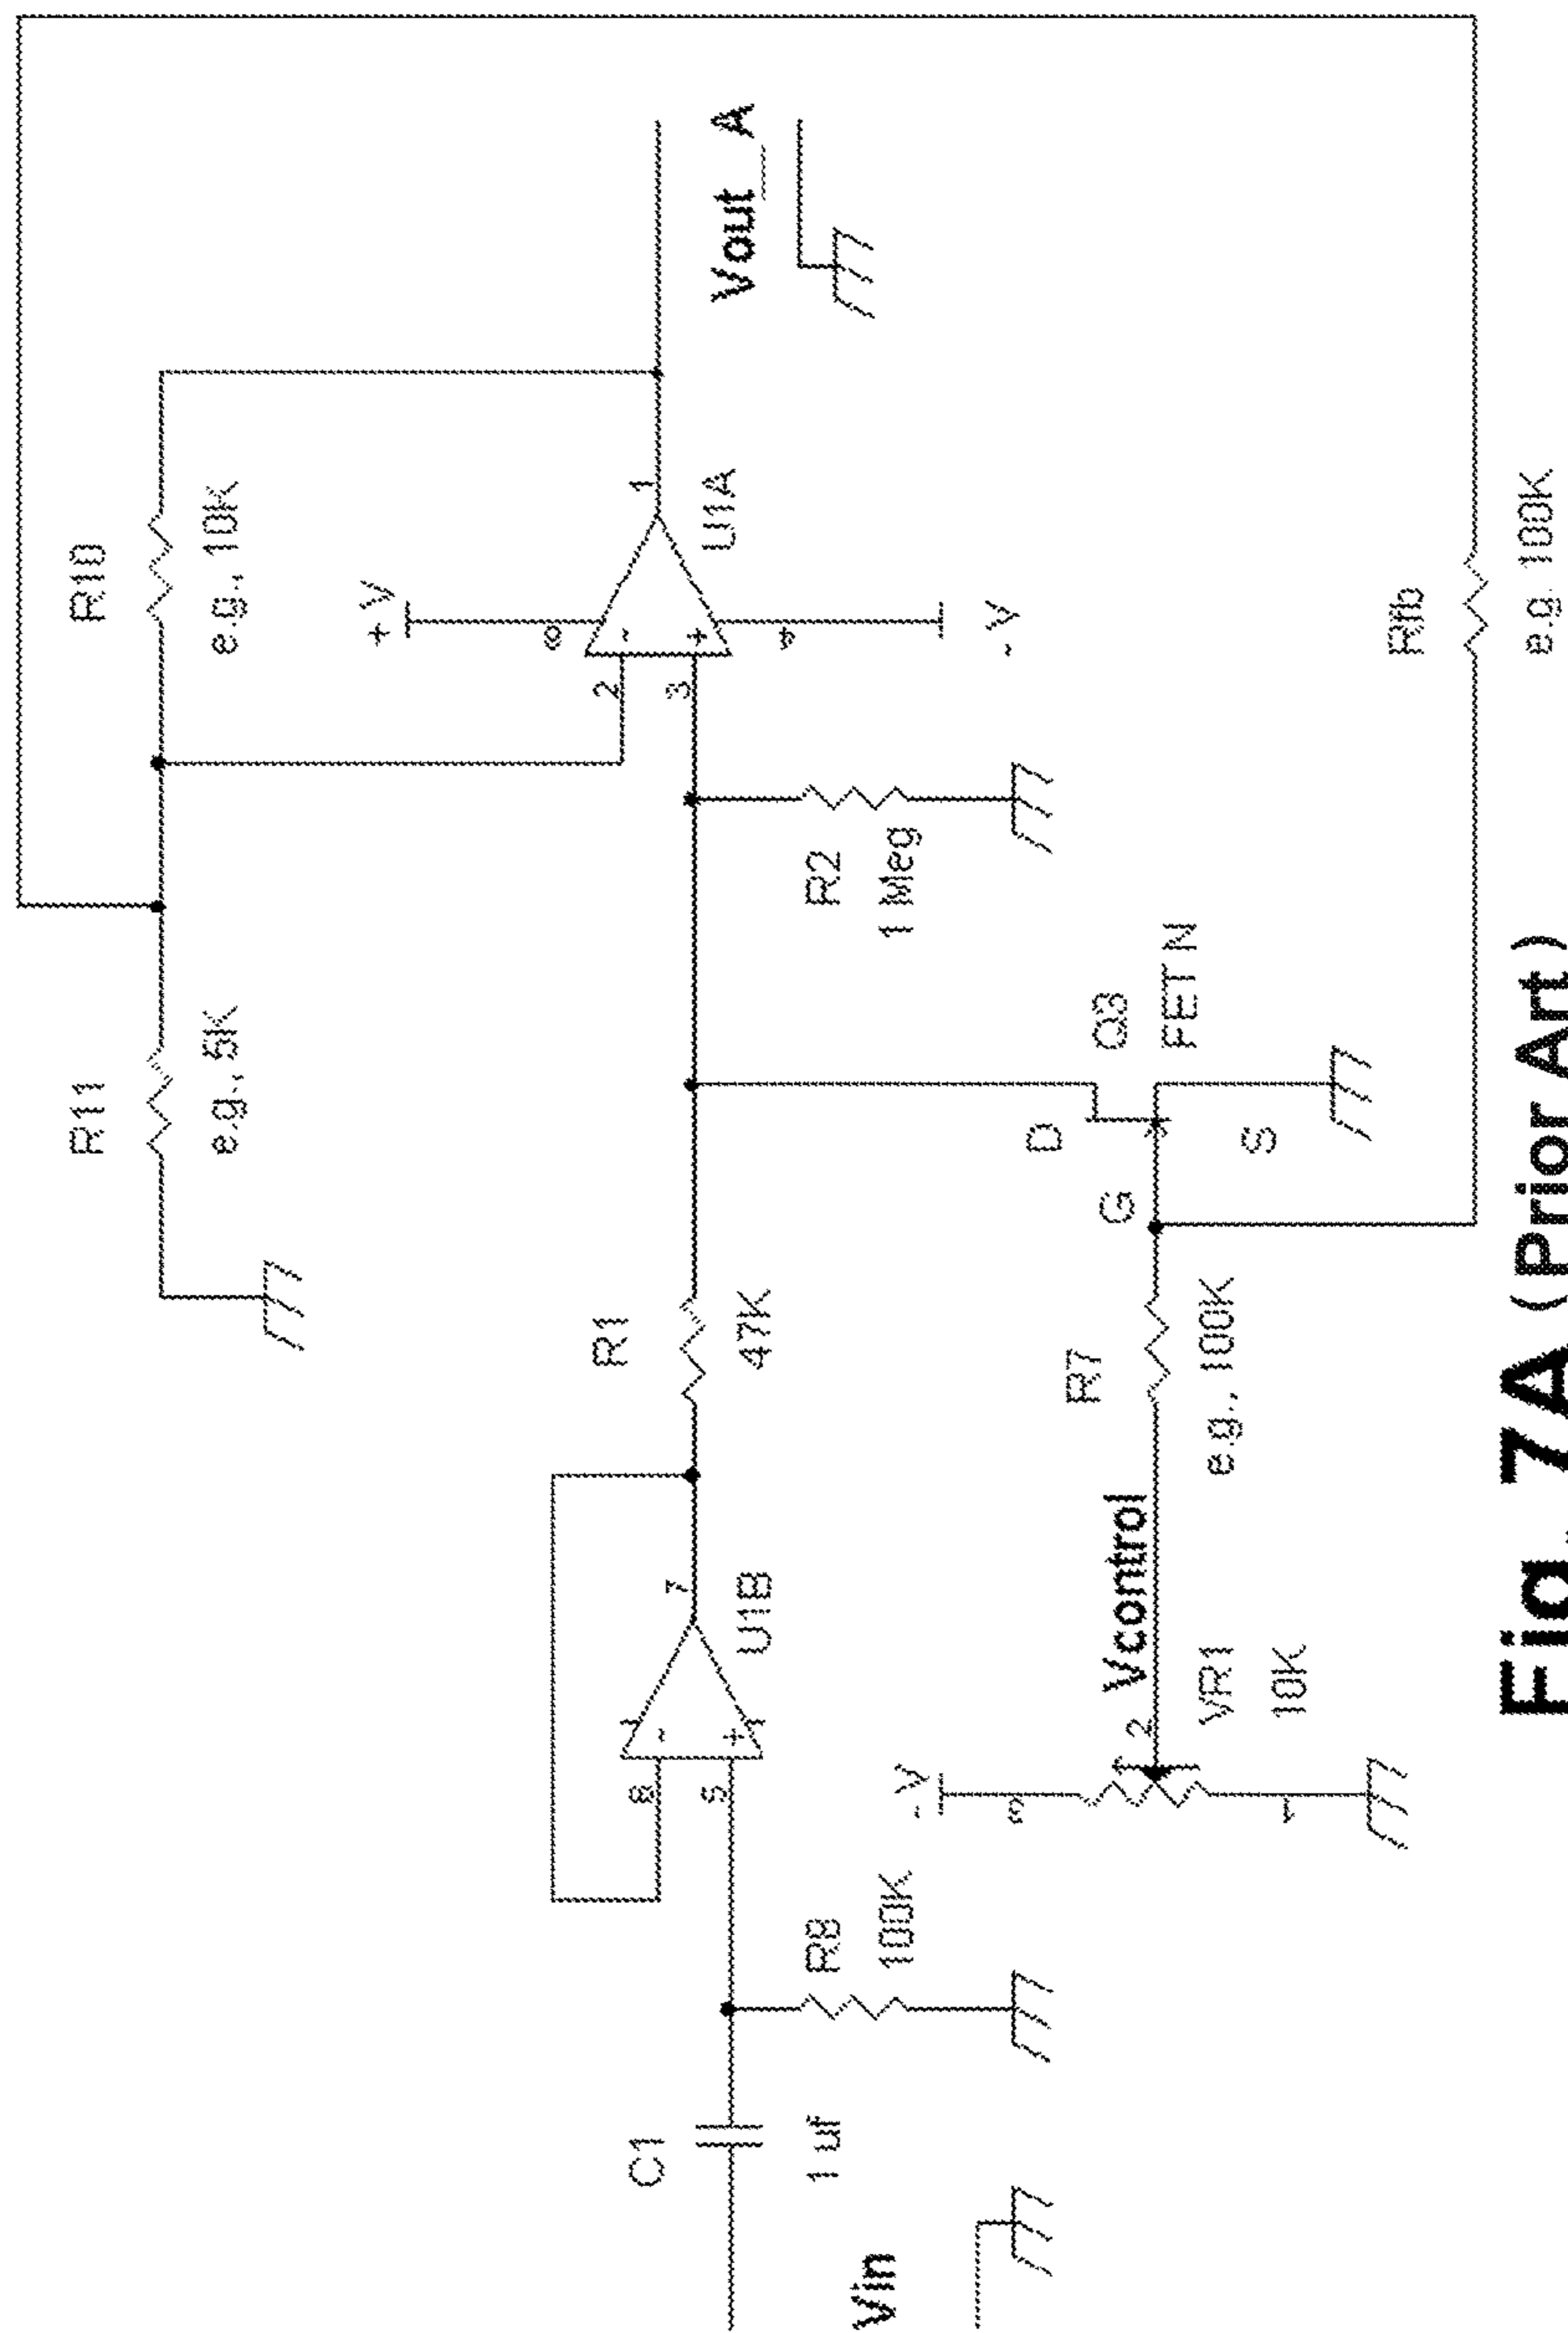 R11
e.g., 5K
R10
e.g., 10K
+V
8
2
-
3
+
4
1
U1A
-V
Vout_A
C1
1 uf
Vin
R8
100K
6
-
5
+
7
U1B
R1
47K
R2
1 Meg
-V
3
2
1
VR1
10K
Vcontrol
R7
e.g., 100K
G
D
S
Q3
FET N
Rfb
e.g. 100K
Fig. 7A (Prior Art)